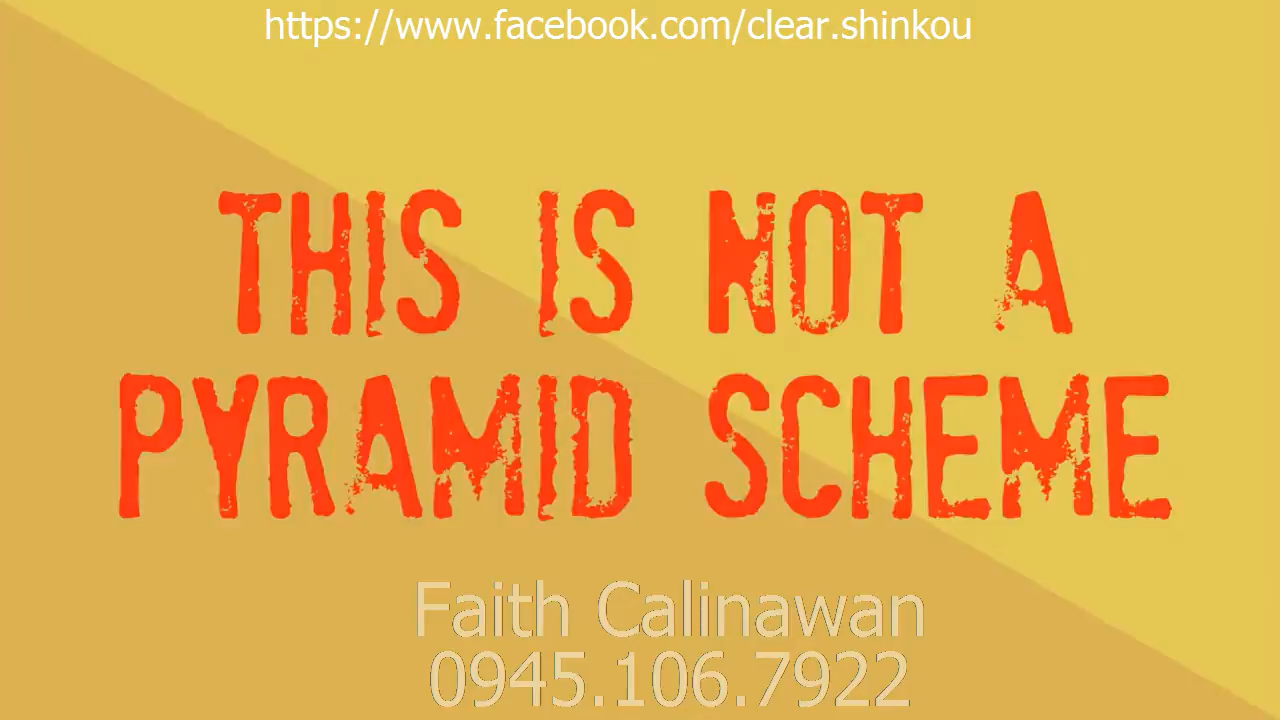 https://www.facebook.com/clear.shinkou
THIS IS NOT A
PYRAMID SCHEME
Faith Calinawan
0945.106.7922